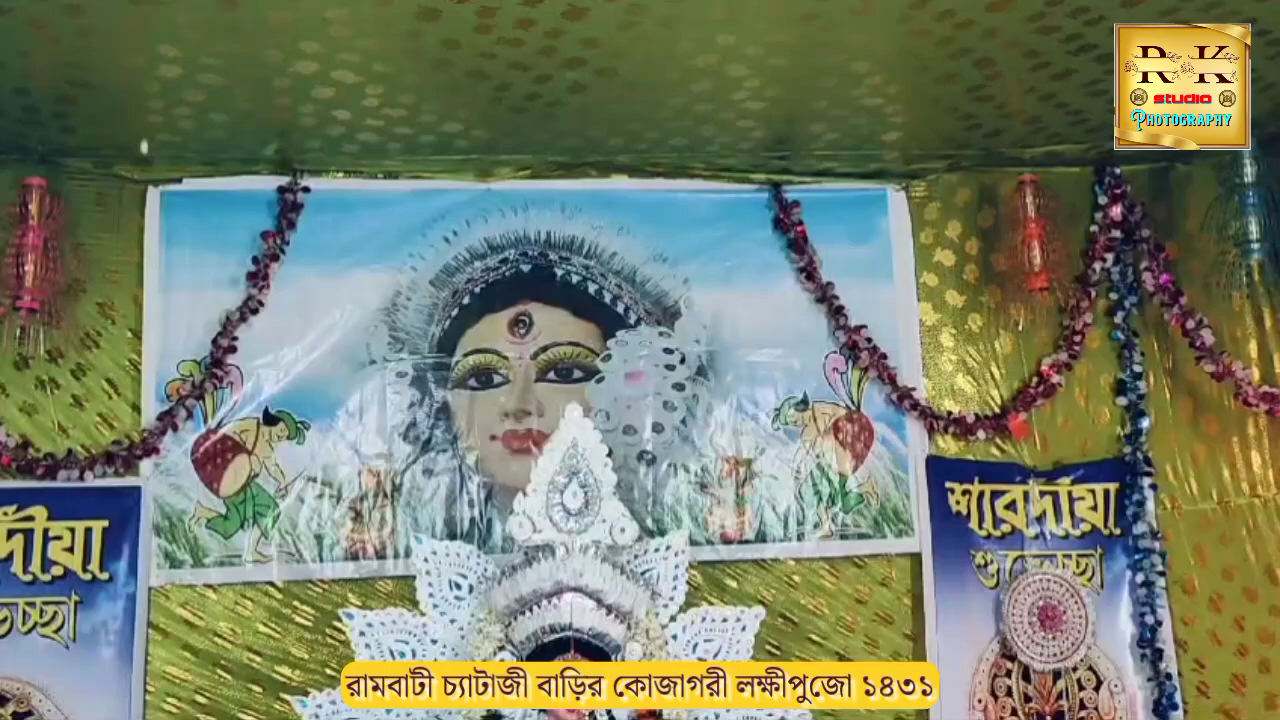 R K
studio
PHOTOGRAPHY
শারদীয়া
শুভেচ্ছা
রামবাটী চ্যাটার্জী বাড়ির কোজাগরী লক্ষীপুজো ১৪৩১